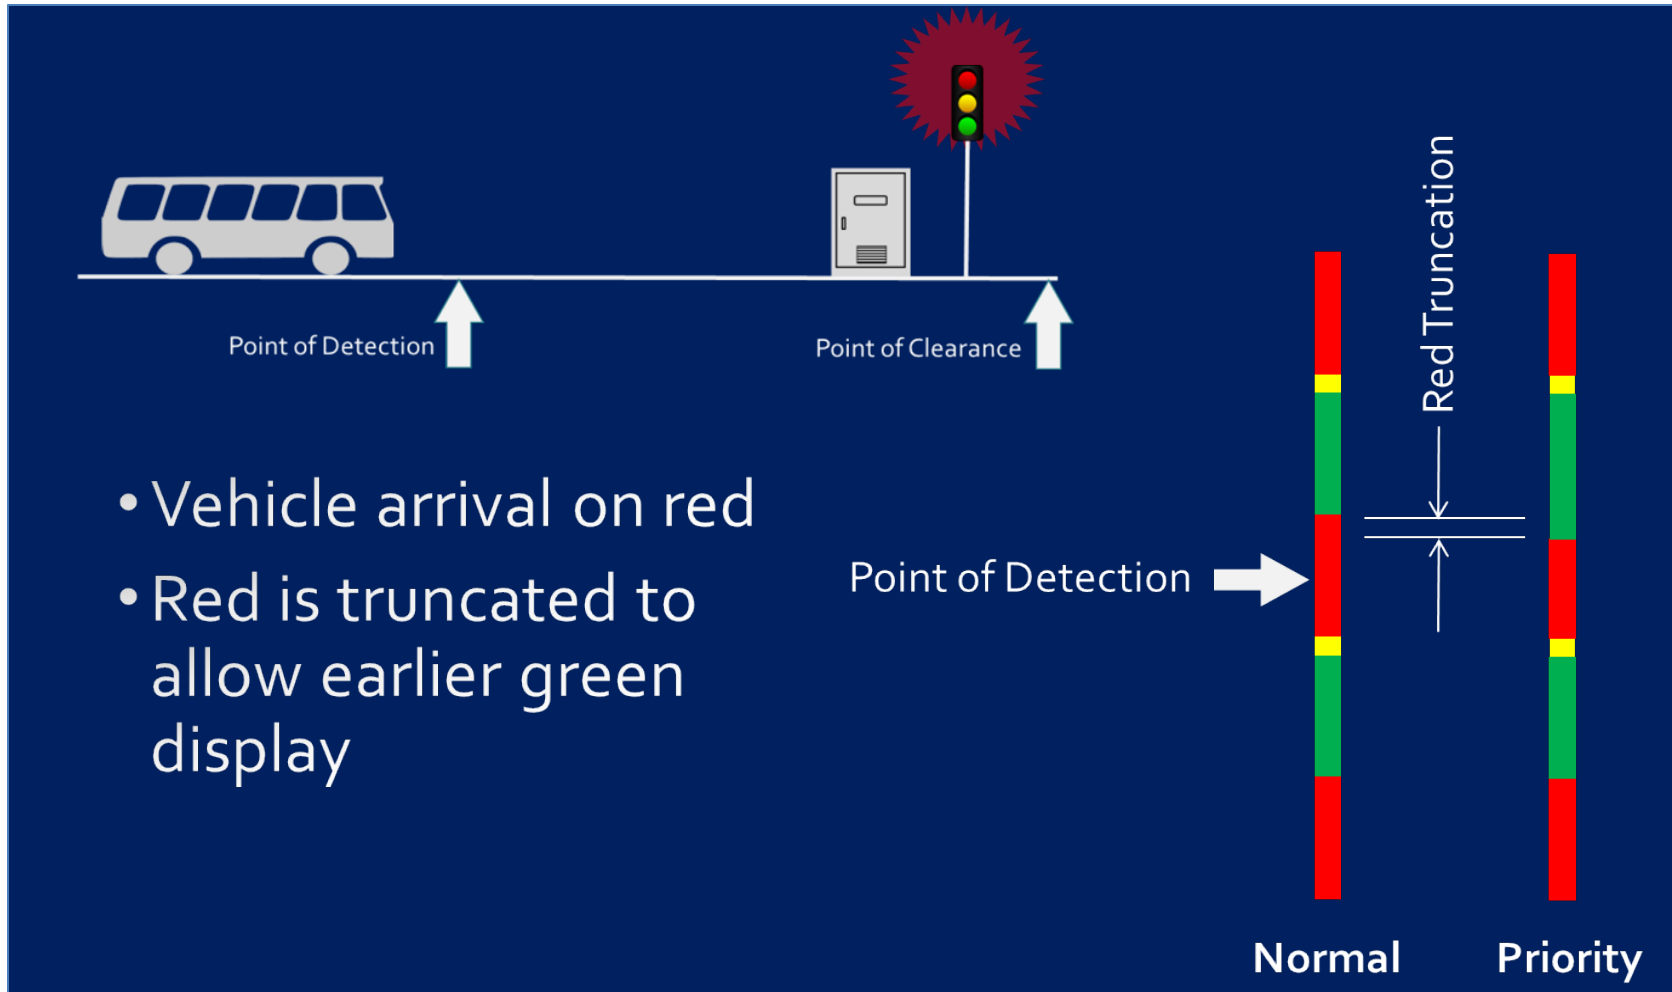 Point of Detection
Point of Clearance
Red Truncation
• Vehicle arrival on red
• Red is truncated to
allow earlier green
display
Point of Detection
Normal
Priority